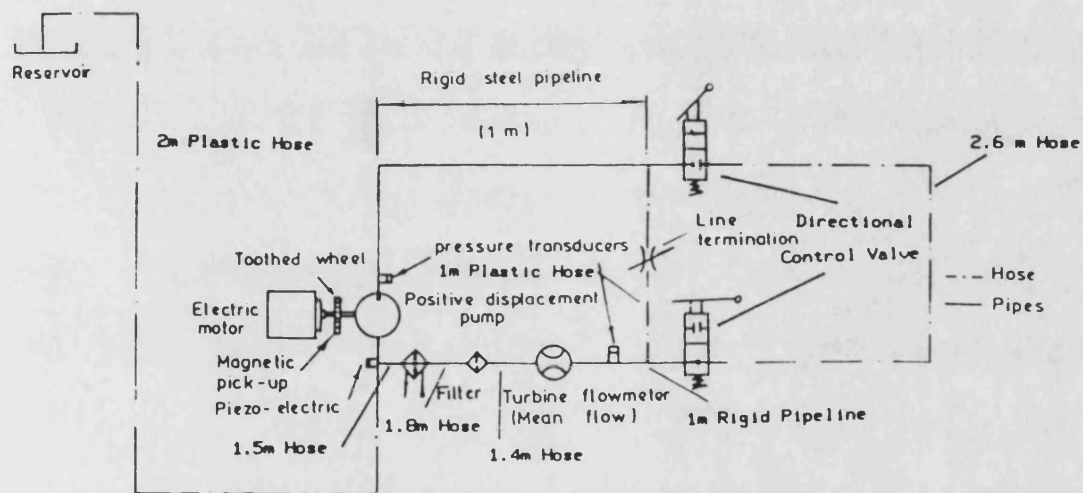 Reservoir
Rigid steel pipeline
(1 m)
2m Plastic Hose
2.6 m Hose
Line
termination
Directional
Control Valve
pressure transducers
1m Plastic Hose
Toothed wheel
Positive displacement
pump
Electric
motor
Hose
Pipes
Magnetic
pick-up
Piezo-electric
Filter
Turbine flowmeter
(Mean flow)
1m Rigid Pipeline
1.8m Hose
1.5m Hose
1.4m Hose